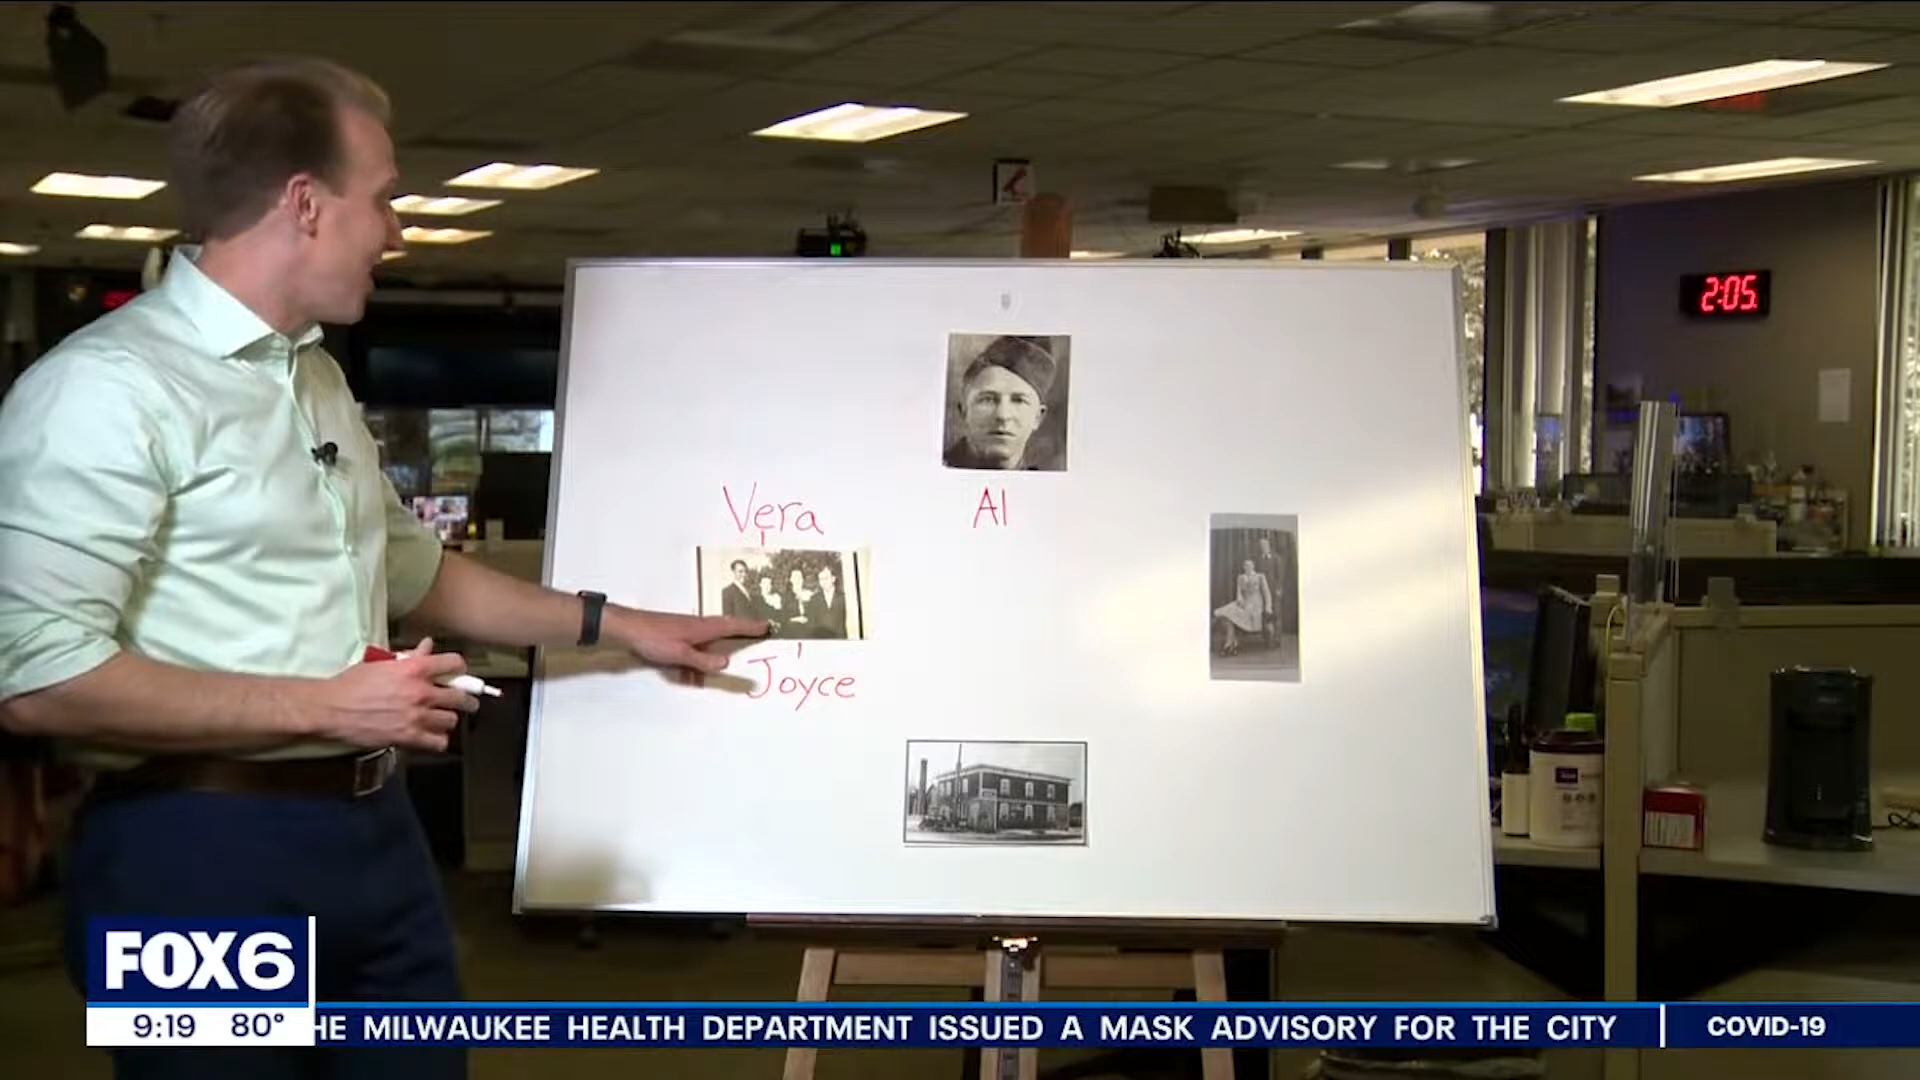 2:05
Al
Vera
Joyce
FOX6
9:19 80°
HE MILWAUKEE HEALTH DEPARTMENT ISSUED A MASK ADVISORY FOR THE CITY
COVID-19